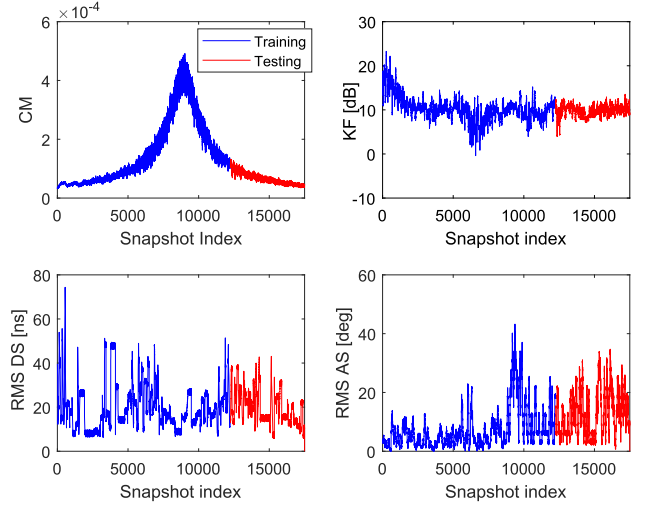 ×10⁻⁴
6
4
2
0
CM
0 5000 10000 15000
Snapshot Index
Training
Testing
30
20
10
0
-10
KF [dB]
0 5000 10000 15000
Snapshot index
80
60
40
20
0
RMS DS [ns]
0 5000 10000 15000
Snapshot index
60
40
20
0
RMS AS [deg]
0 5000 10000 15000
Snapshot index